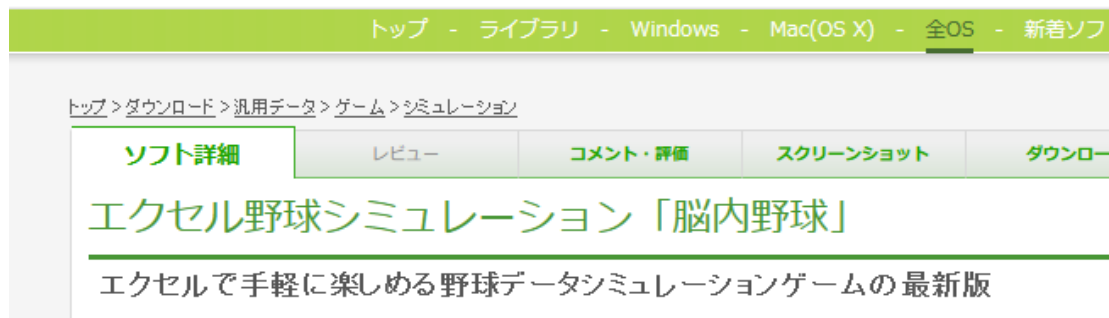 トップ - ライブラリ - Windows - Mac(OS X) - 全OS - 新着ソフ
トップ > ダウンロード > 汎用データ > ゲーム > シミュレーション
ソフト詳細 レビュー コメント・評価 スクリーンショット ダウンロー
エクセル野球シミュレーション「脳内野球」
エクセルで手軽に楽しめる野球データシミュレーションゲームの最新版